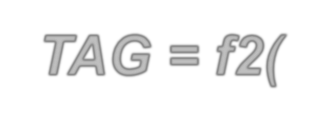 TAG = f2(